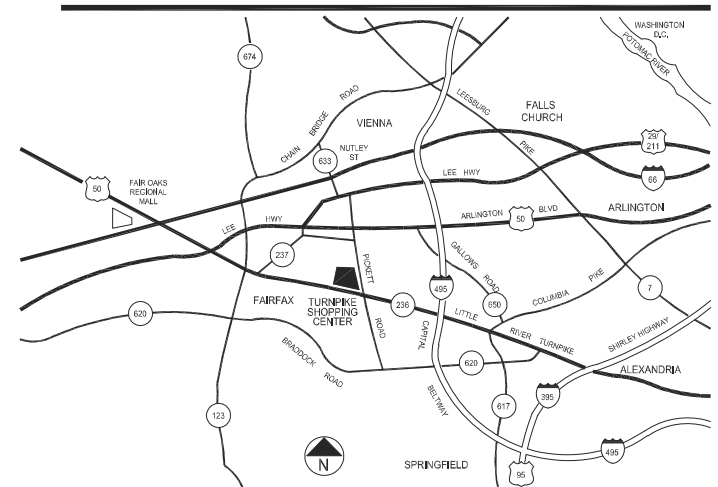 WASHINGTON
D.C.
POTOMAC RIVER
674
LEESBURG
PIKE
FALLS
CHURCH
CHAIN BRIDGE ROAD
VIENNA
NUTLEY
ST
633
29/
211
66
LEE HWY
50
FAIR OAKS
REGIONAL
MALL
ARLINGTON BLVD
50
ARLINGTON
LEE HWY
237
PICKETT
ROAD
GALLOWS
ROAD
495
650
COLUMBIA PIKE
7
FAIRFAX
TURNPIKE
SHOPPING
CENTER
236
LITTLE
RIVER TURNPIKE
620
CAPITAL
BELTWAY
SHIRLEY HIGHWAY
BRADDOCK
ROAD
620
ALEXANDRIA
395
617
123
495
N
SPRINGFIELD
95